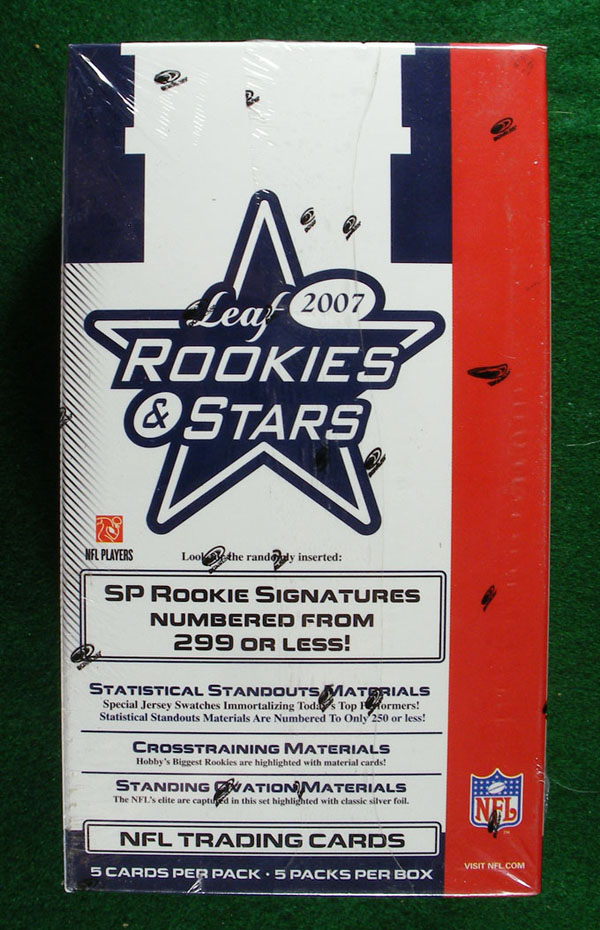 Leaf 2007
ROOKIES
& STARS
NFL PLAYERS
Look for the randomly inserted:
SP ROOKIE SIGNATURES
NUMBERED FROM
299 OR LESS!
STATISTICAL STANDOUTS MATERIALS
Special Jersey Swatches Immortalizing Today's Top Performers!
Statistical Standouts Materials Are Numbered To Only 250 or less!
CROSSTRAINING MATERIALS
Hobby's Biggest Rookies are highlighted with material cards!
STANDING OVATION MATERIALS
The NFL's elite are captured in this set highlighted with classic silver foil.
NFL TRADING CARDS
5 CARDS PER PACK · 5 PACKS PER BOX
NFL
TM
VISIT NFL.COM